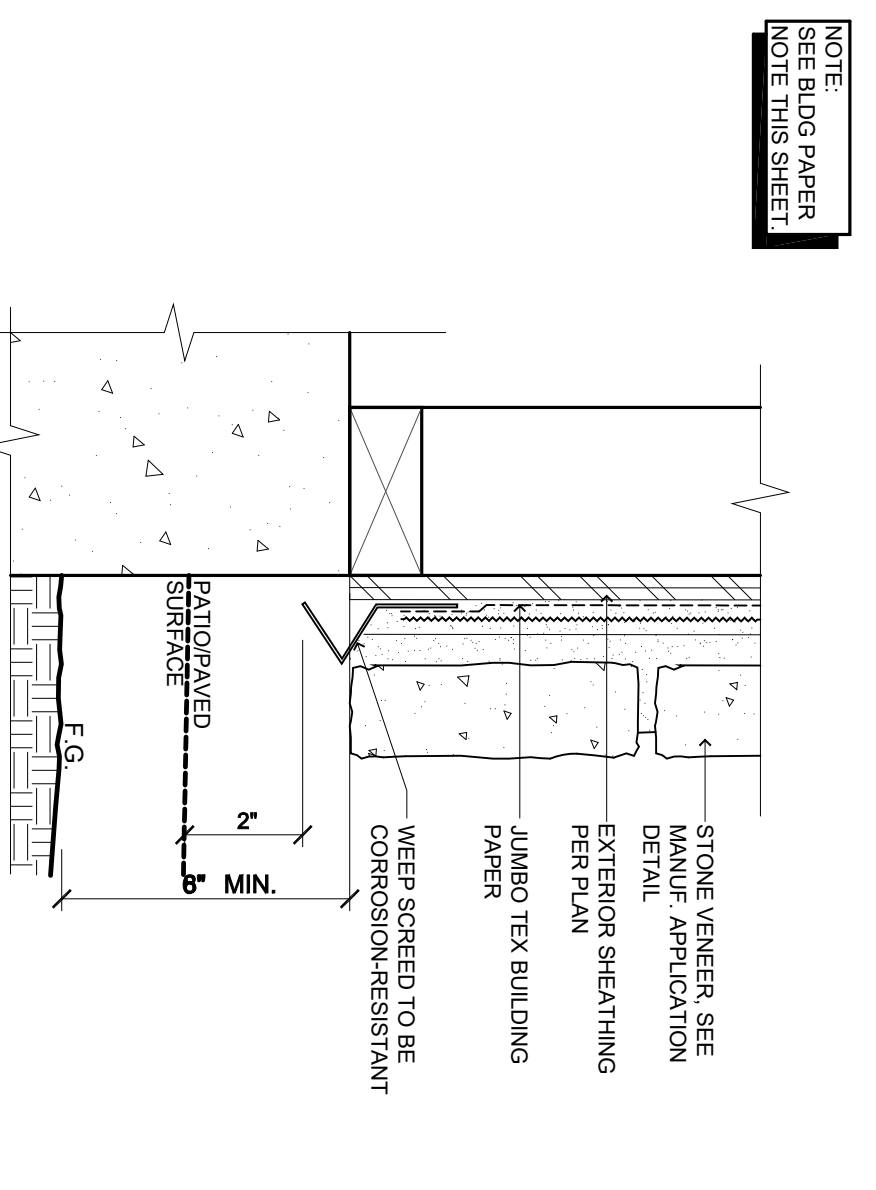 NOTE:
SEE BLDG PAPER
NOTE THIS SHEET.
STONE VENEER, SEE
MANUF. APPLICATION
DETAIL
EXTERIOR SHEATHING
PER PLAN
JUMBO TEX BUILDING
PAPER
WEEP SCREED TO BE
CORROSION-RESISTANT
PATIO/PAVED
SURFACE
F.G.
2"
MIN.